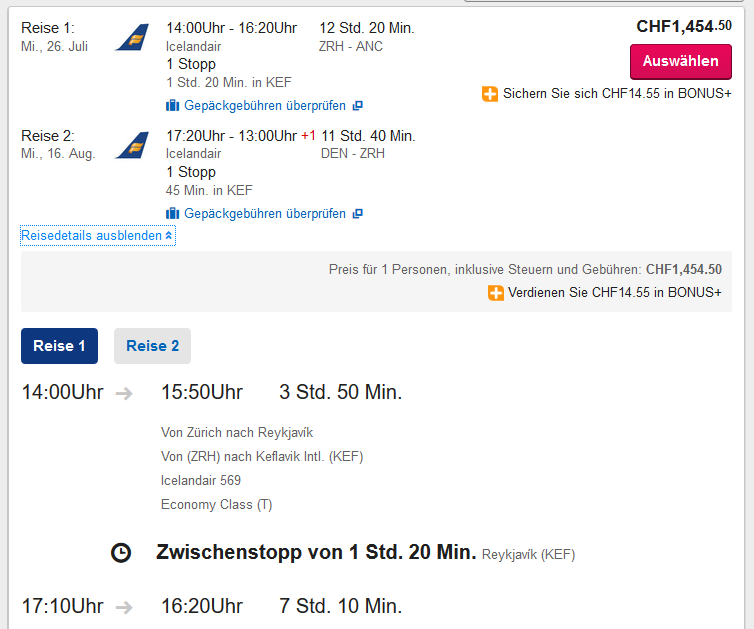 Reise 1:
Mi., 26. Juli
14:00Uhr - 16:20Uhr
12 Std. 20 Min.
Icelandair
ZRH - ANC
1 Stopp
1 Std. 20 Min. in KEF
Gepäckgebühren überprüfen
CHF1,454.50
Auswählen
Sichern Sie sich CHF14.55 in BONUS+
Reise 2:
Mi., 16. Aug.
17:20Uhr - 13:00Uhr +1
11 Std. 40 Min.
Icelandair
DEN - ZRH
1 Stopp
45 Min. in KEF
Gepäckgebühren überprüfen
Reisedetails ausblenden
Preis für 1 Personen, inklusive Steuern und Gebühren: CHF1,454.50
Verdienen Sie CHF14.55 in BONUS+
Reise 1
Reise 2
14:00Uhr 15:50Uhr 3 Std. 50 Min.
Von Zürich nach Reykjavík
Von (ZRH) nach Keflavik Intl. (KEF)
Icelandair 569
Economy Class (T)
Zwischenstopp von 1 Std. 20 Min. Reykjavík (KEF)
17:10Uhr 16:20Uhr 7 Std. 10 Min.